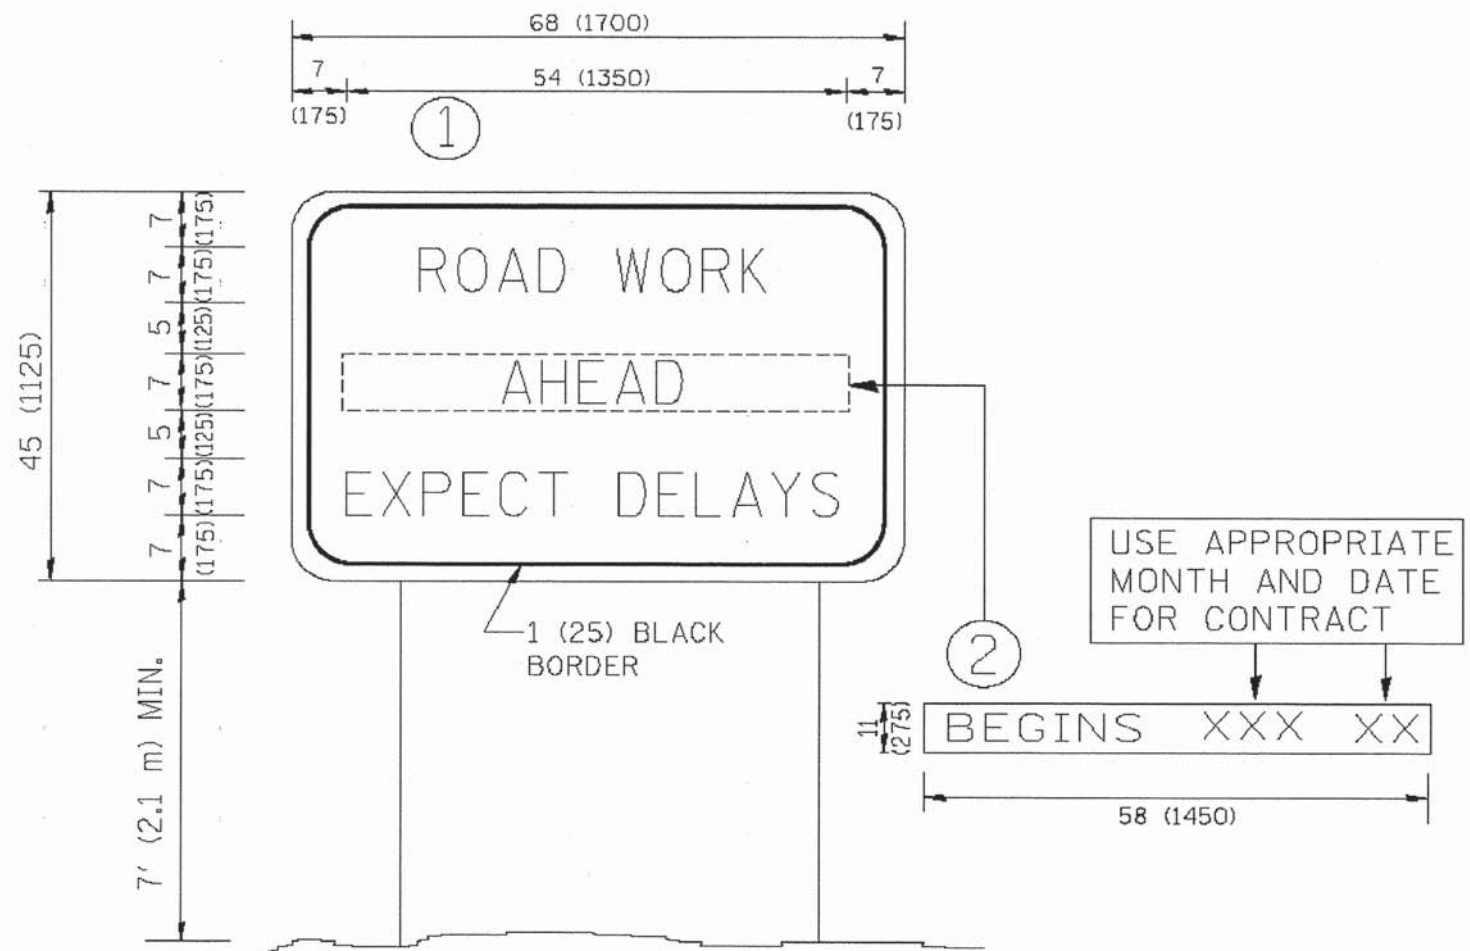 68 (1700)
7
54 (1350)
7
(175)
(175)
1
45 (1125)
7
(175)
7
(175)
5
(125)
7
(175)
5
(125)
7
(175)
7
(175)
ROAD WORK
AHEAD
EXPECT DELAYS
1 (25) BLACK
BORDER
7' (2.1 m) MIN.
2
USE APPROPRIATE
MONTH AND DATE
FOR CONTRACT
11
(275)
BEGINS XXX XX
58 (1450)